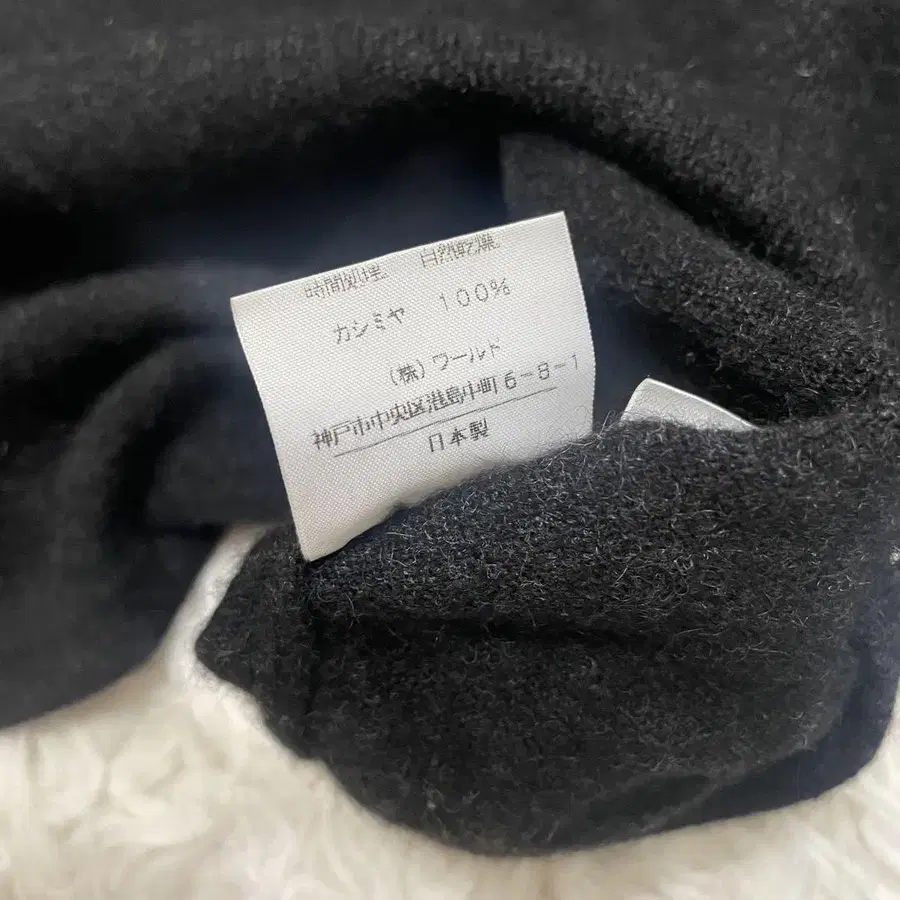 時間処理 自然乾燥
カシミヤ 100%
(株)ワールド
神戸市中央区港島中町6-8-1
日本製